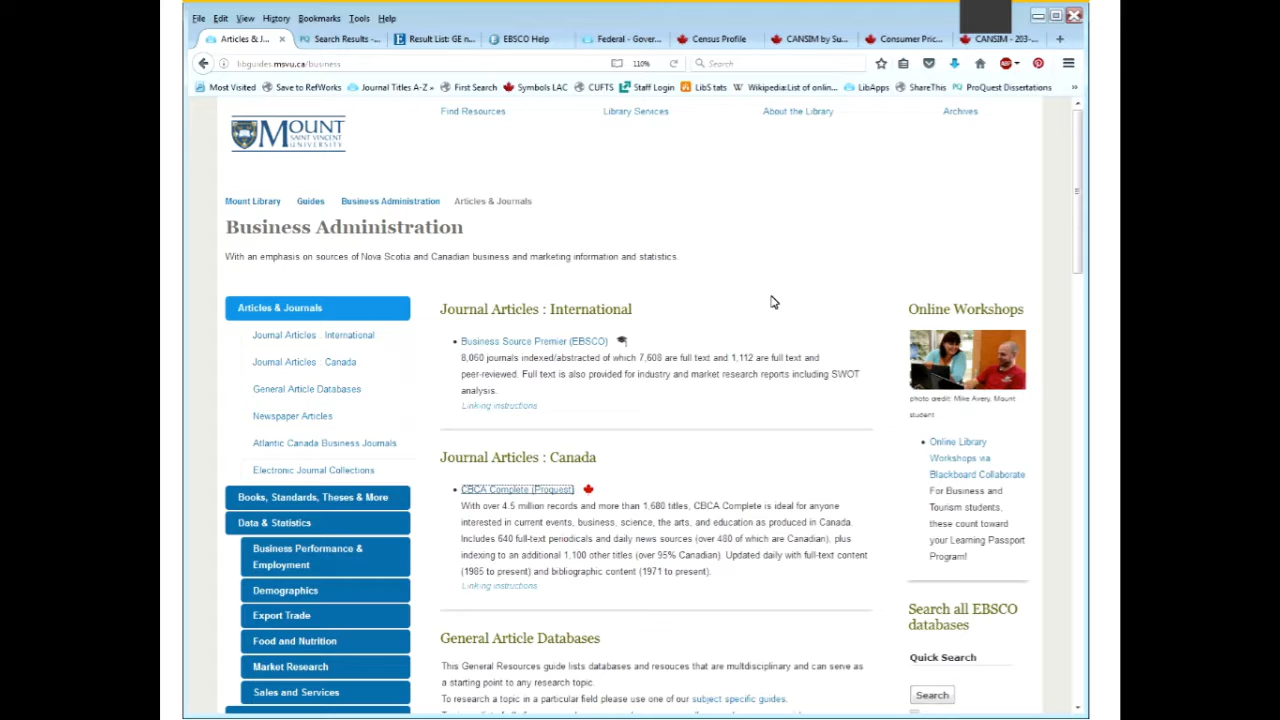 File Edit View History Bookmarks Tools Help
Articles & J... × Search Results -... Result List: GE n... EBSCO Help Federal - Gover... Census Profile CANSIM by Su... Consumer Pric... CANSIM - 203-...
libguides.msvu.ca/business 110% Search
Most Visited Save to RefWorks Journal Titles A-Z » First Search Symbols LAC CUFTS Staff Login LibStats Wikipedia:List of onlin... LibApps ShareThis ProQuest Dissertations »
Find Resources Library Services About the Library Archives
MOUNT
SAINT VINCENT
UNIVERSITY
Mount Library Guides Business Administration Articles & Journals
Business Administration
With an emphasis on sources of Nova Scotia and Canadian business and marketing information and statistics.
Articles & Journals
Journal Articles : International
Journal Articles : Canada
General Article Databases
Newspaper Articles
Atlantic Canada Business Journals
Electronic Journal Collections
Books, Standards, Theses & More
Data & Statistics
Business Performance &
Employment
Demographics
Export Trade
Food and Nutrition
Market Research
Sales and Services
Journal Articles : International
Business Source Premier (EBSCO)
8,060 journals indexed/abstracted of which 7,608 are full text and 1,112 are full text and
peer-reviewed. Full text is also provided for industry and market research reports including SWOT
analysis.
Linking instructions
Journal Articles : Canada
CBCA Complete (Proquest)
With over 4.5 million records and more than 1,680 titles, CBCA Complete is ideal for anyone
interested in current events, business, science, the arts, and education as produced in Canada.
Includes 640 full-text periodicals and daily news sources (over 480 of which are Canadian), plus
indexing to an additional 1,100 other titles (over 95% Canadian). Updated daily with full-text content
(1985 to present) and bibliographic content (1971 to present).
Linking instructions
General Article Databases
This General Resources guide lists databases and resouces that are multidisciplinary and can serve as
a starting point to any research topic.
To research a topic in a particular field please use one of our subject specific guides.
Online Workshops
photo credit: Mike Avery, Mount
student
Online Library
Workshops via
Blackboard Collaborate
For Business and
Tourism students,
these count toward
your Learning Passport
Program!
Search all EBSCO
databases
Quick Search
Search